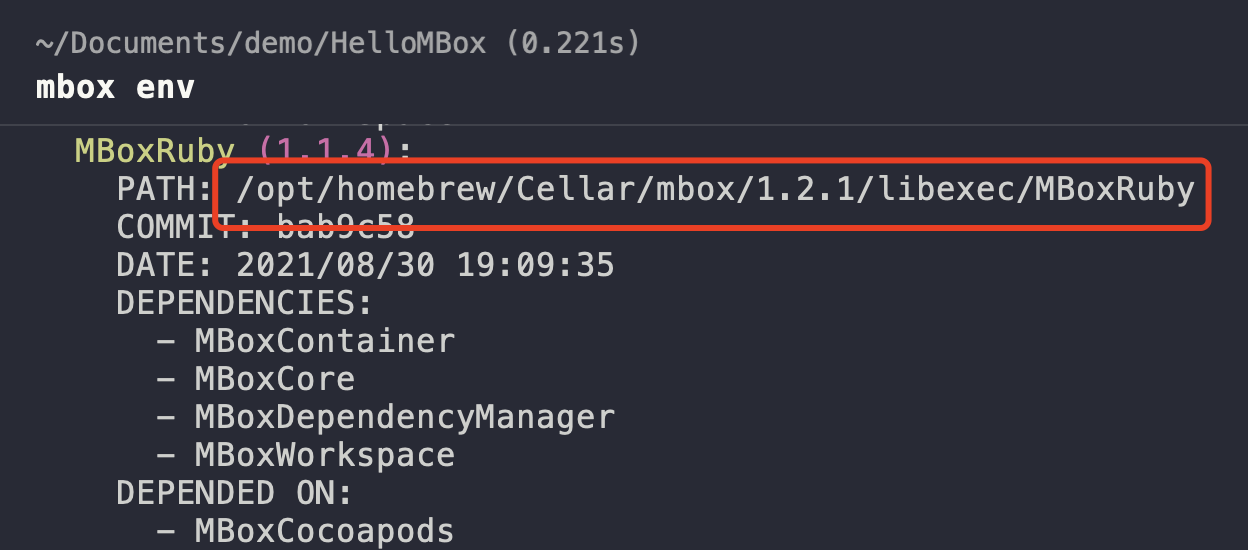 ~/Documents/demo/HelloMBox (0.221s)
mbox env
MBoxRuby (1.1.4):
PATH: /opt/homebrew/Cellar/mbox/1.2.1/libexec/MBoxRuby
COMMIT: bab9c58
DATE: 2021/08/30 19:09:35
DEPENDENCIES:
- MBoxContainer
- MBoxCore
- MBoxDependencyManager
- MBoxWorkspace
DEPENDED ON:
- MBoxCocoapods